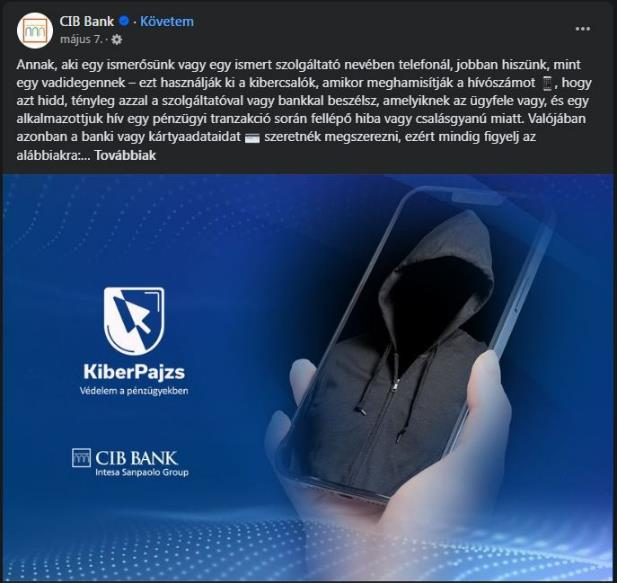 CIB Bank · Követem
május 7. ·
Annak, aki egy ismerősünk vagy egy ismert szolgáltató nevében telefonál, jobban hiszünk, mint
egy vadidegennek – ezt használják ki a kibercsalók, amikor meghamisítják a hívószámot 📱, hogy
azt hidd, tényleg azzal a szolgáltatóval vagy bankkal beszélsz, amelyiknek az ügyfele vagy, és egy
alkalmazottjuk hív egy pénzügyi tranzakció során fellépő hiba vagy csalásgyanú miatt. Valójában
azonban a banki vagy kártyaadataidat 💳 szeretnék megszerezni, ezért mindig figyelj az
alábbiakra:... Továbbiak
KiberPajzs
Védelem a pénzügyekben
CIB BANK
Intesa Sanpaolo Group